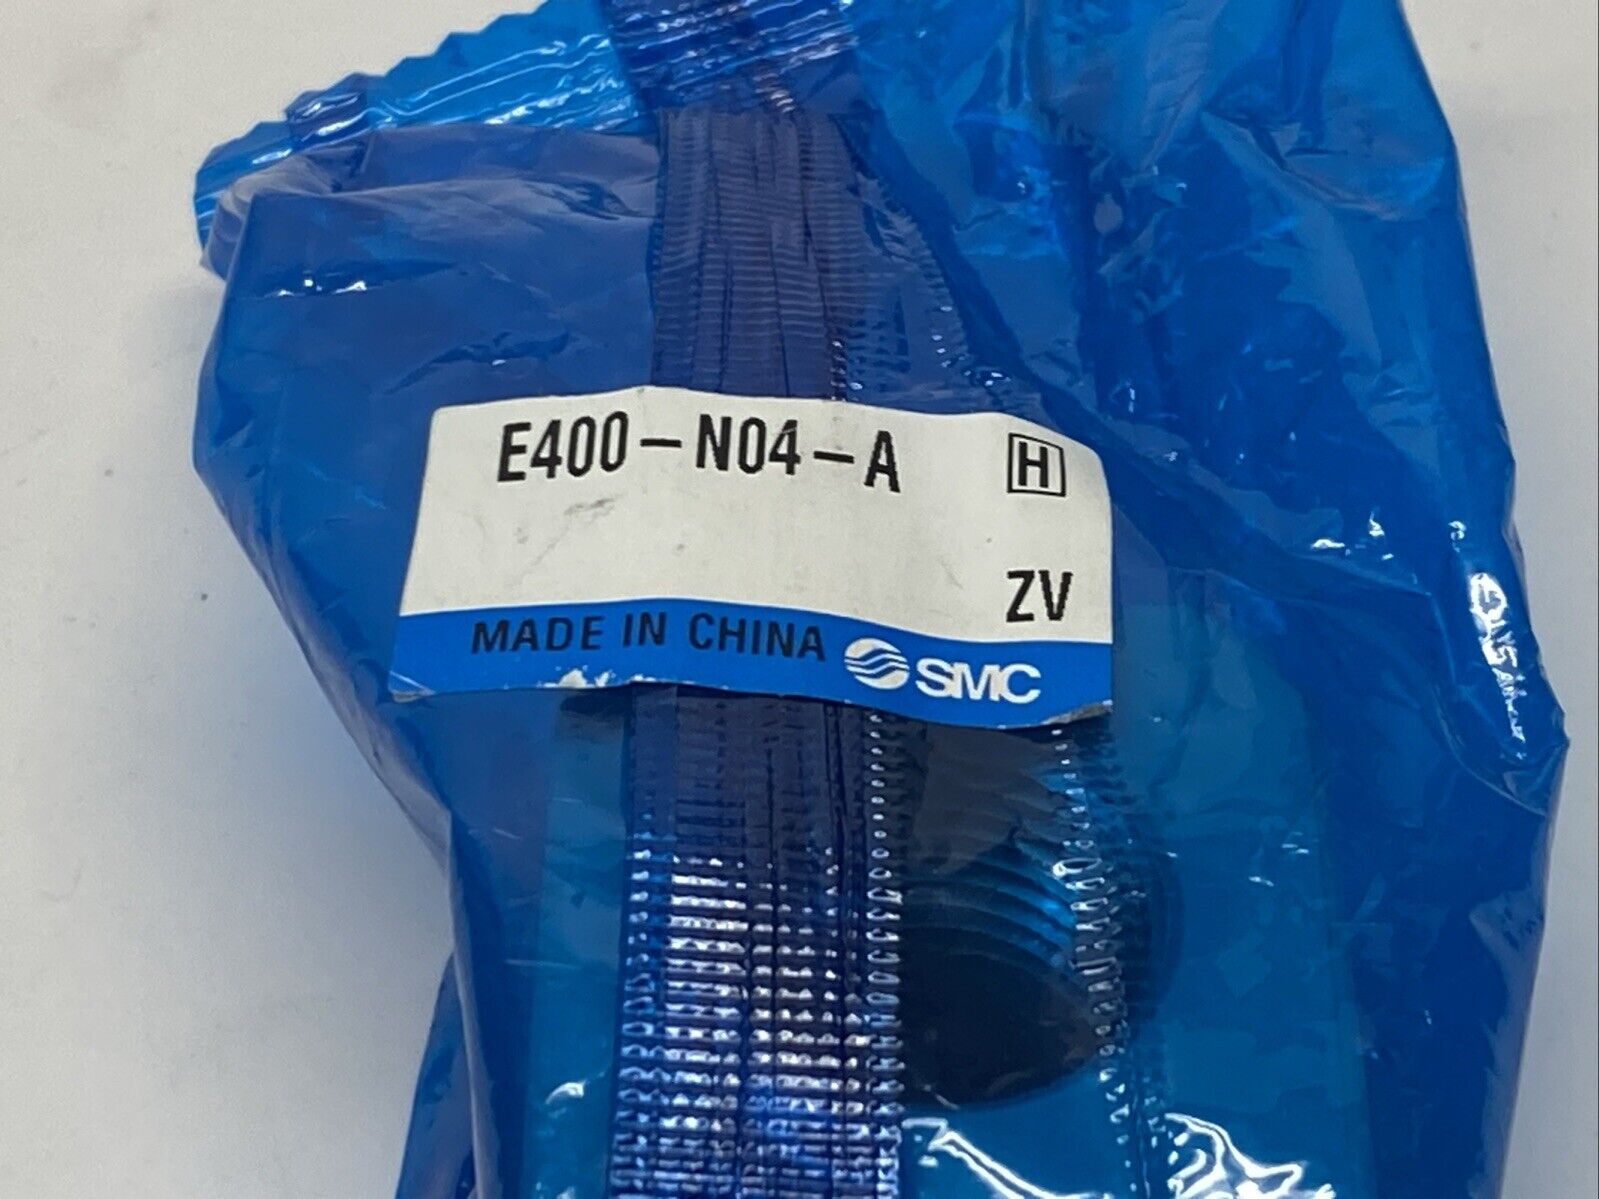 E400-N04-A H
ZV
MADE IN CHINA SMC